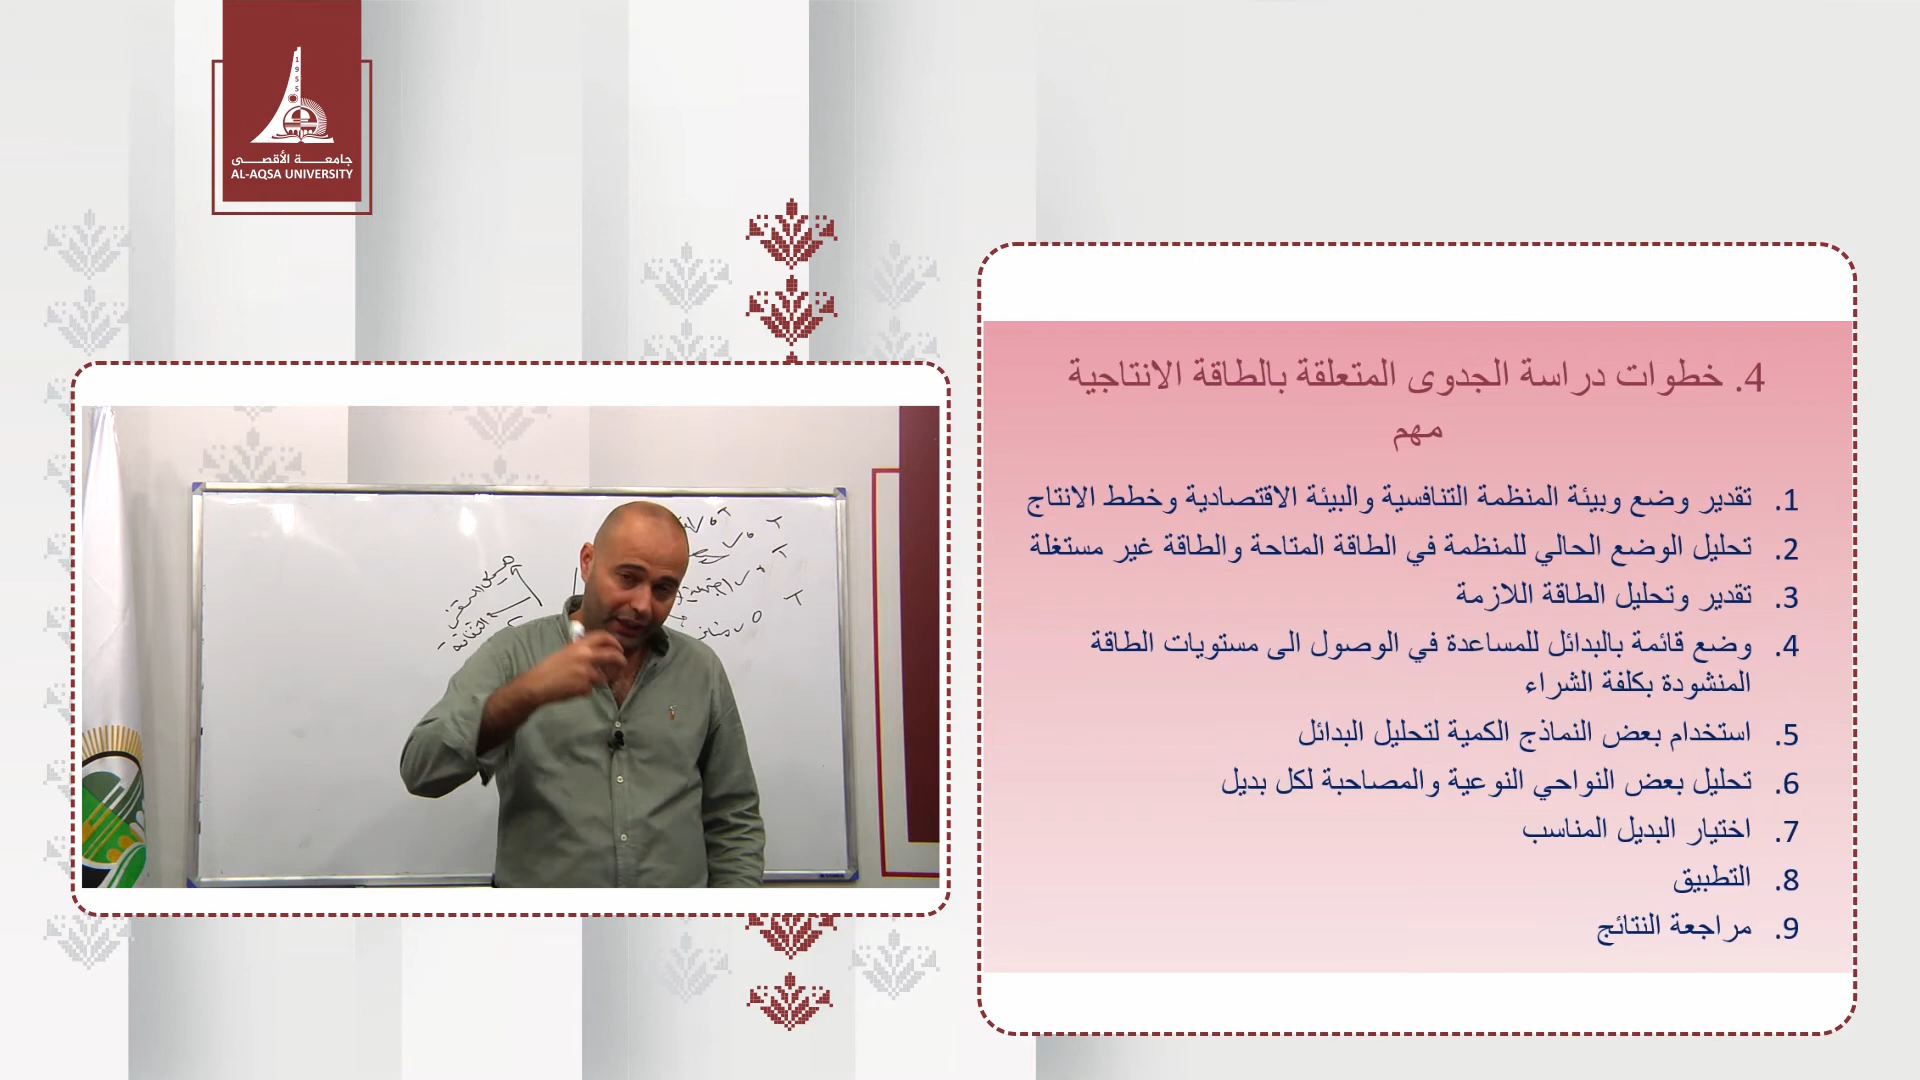 1955
جامعة الأقصى
AL-AQSA UNIVERSITY
4. خطوات دراسة الجدوى المتعلقة بالطاقة الانتاجية
مهم
1. تقدير وضع وبيئة المنظمة التنافسية والبيئة الاقتصادية وخطط الانتاج
2. تحليل الوضع الحالي للمنظمة في الطاقة المتاحة والطاقة غير مستغلة
3. تقدير وتحليل الطاقة اللازمة
4. وضع قائمة بالبدائل للمساعدة في الوصول الى مستويات الطاقة
المنشودة بكلفة الشراء
5. استخدام بعض النماذج الكمية لتحليل البدائل
6. تحليل بعض النواحي النوعية والمصاحبة لكل بديل
7. اختيار البديل المناسب
8. التطبيق
9. مراجعة النتائج